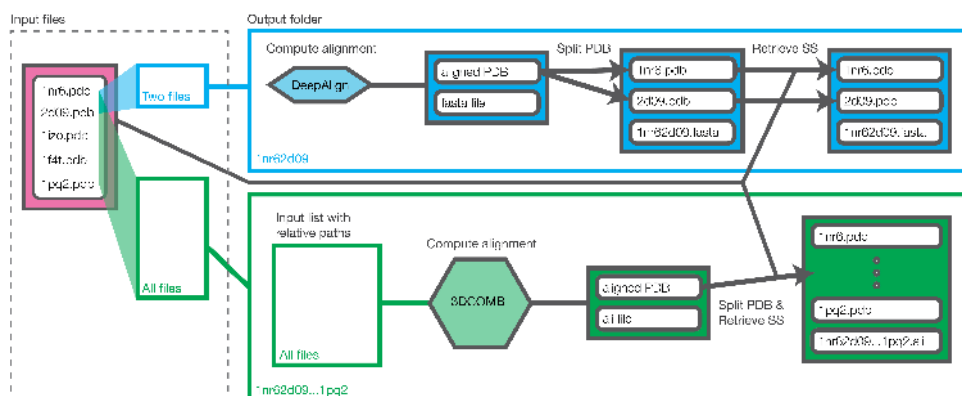 Input files
Output folder
1nr6.pdb
2d09.pdb
1izo.pdb
1f4t.pdb
1pq2.pdb
Two files
All files
Compute alignment
DeepAlign
aligned PDB
fasta file
Split PDB
1nr6.pdb
2d09.pdb
1nr62d09.fasta
Retrieve SS
1nr6.pdb
2d09.pdb
1nr62d09.fasta
1nr62d09
Input list with
relative paths
All files
Compute alignment
3DCOMB
aligned PDB
ali file
Split PDB &
Retrieve SS
1nr6.pdb
1pq2.pdb
1nr62d09...1pq2.ali
1nr62d09...1pq2